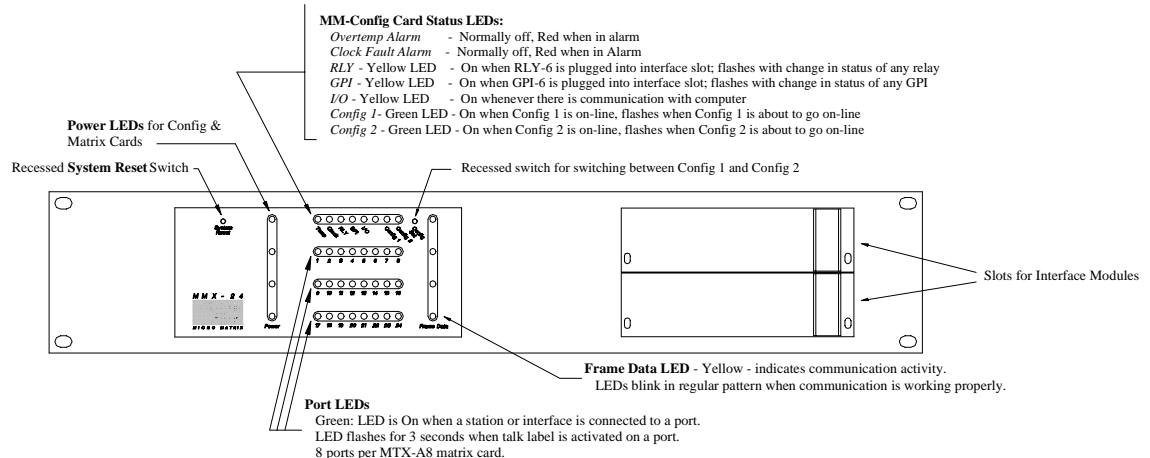 MM-Config Card Status LEDs:
Overtemp Alarm - Normally off, Red when in alarm
Clock Fault Alarm - Normally off, Red when in Alarm
RLY - Yellow LED - On when RLY-6 is plugged into interface slot; flashes with change in status of any relay
GPI - Yellow LED - On when GPI-6 is plugged into interface slot; flashes with change in status of any GPI
I/O - Yellow LED - On whenever there is communication with computer
Config 1- Green LED - On when Config 1 is on-line, flashes when Config 1 is about to go on-line
Config 2 - Green LED - On when Config 2 is on-line, flashes when Config 2 is about to go on-line
Power LEDs for Config &
Matrix Cards
Recessed System Reset Switch
Recessed switch for switching between Config 1 and Config 2
System
Reset
RLY GPI I/O
1 2 3 4 5 6 7 8
9 10 11 12 13 14 15 16
17 18 19 20 21 22 23 24
MMX-24
MICRO MATRIX
Power
Frame Data
Slots for Interface Modules
Frame Data LED - Yellow - indicates communication activity.
LEDs blink in regular pattern when communication is working properly.
Port LEDs
Green: LED is On when a station or interface is connected to a port.
LED flashes for 3 seconds when talk label is activated on a port.
8 ports per MTX-A8 matrix card.